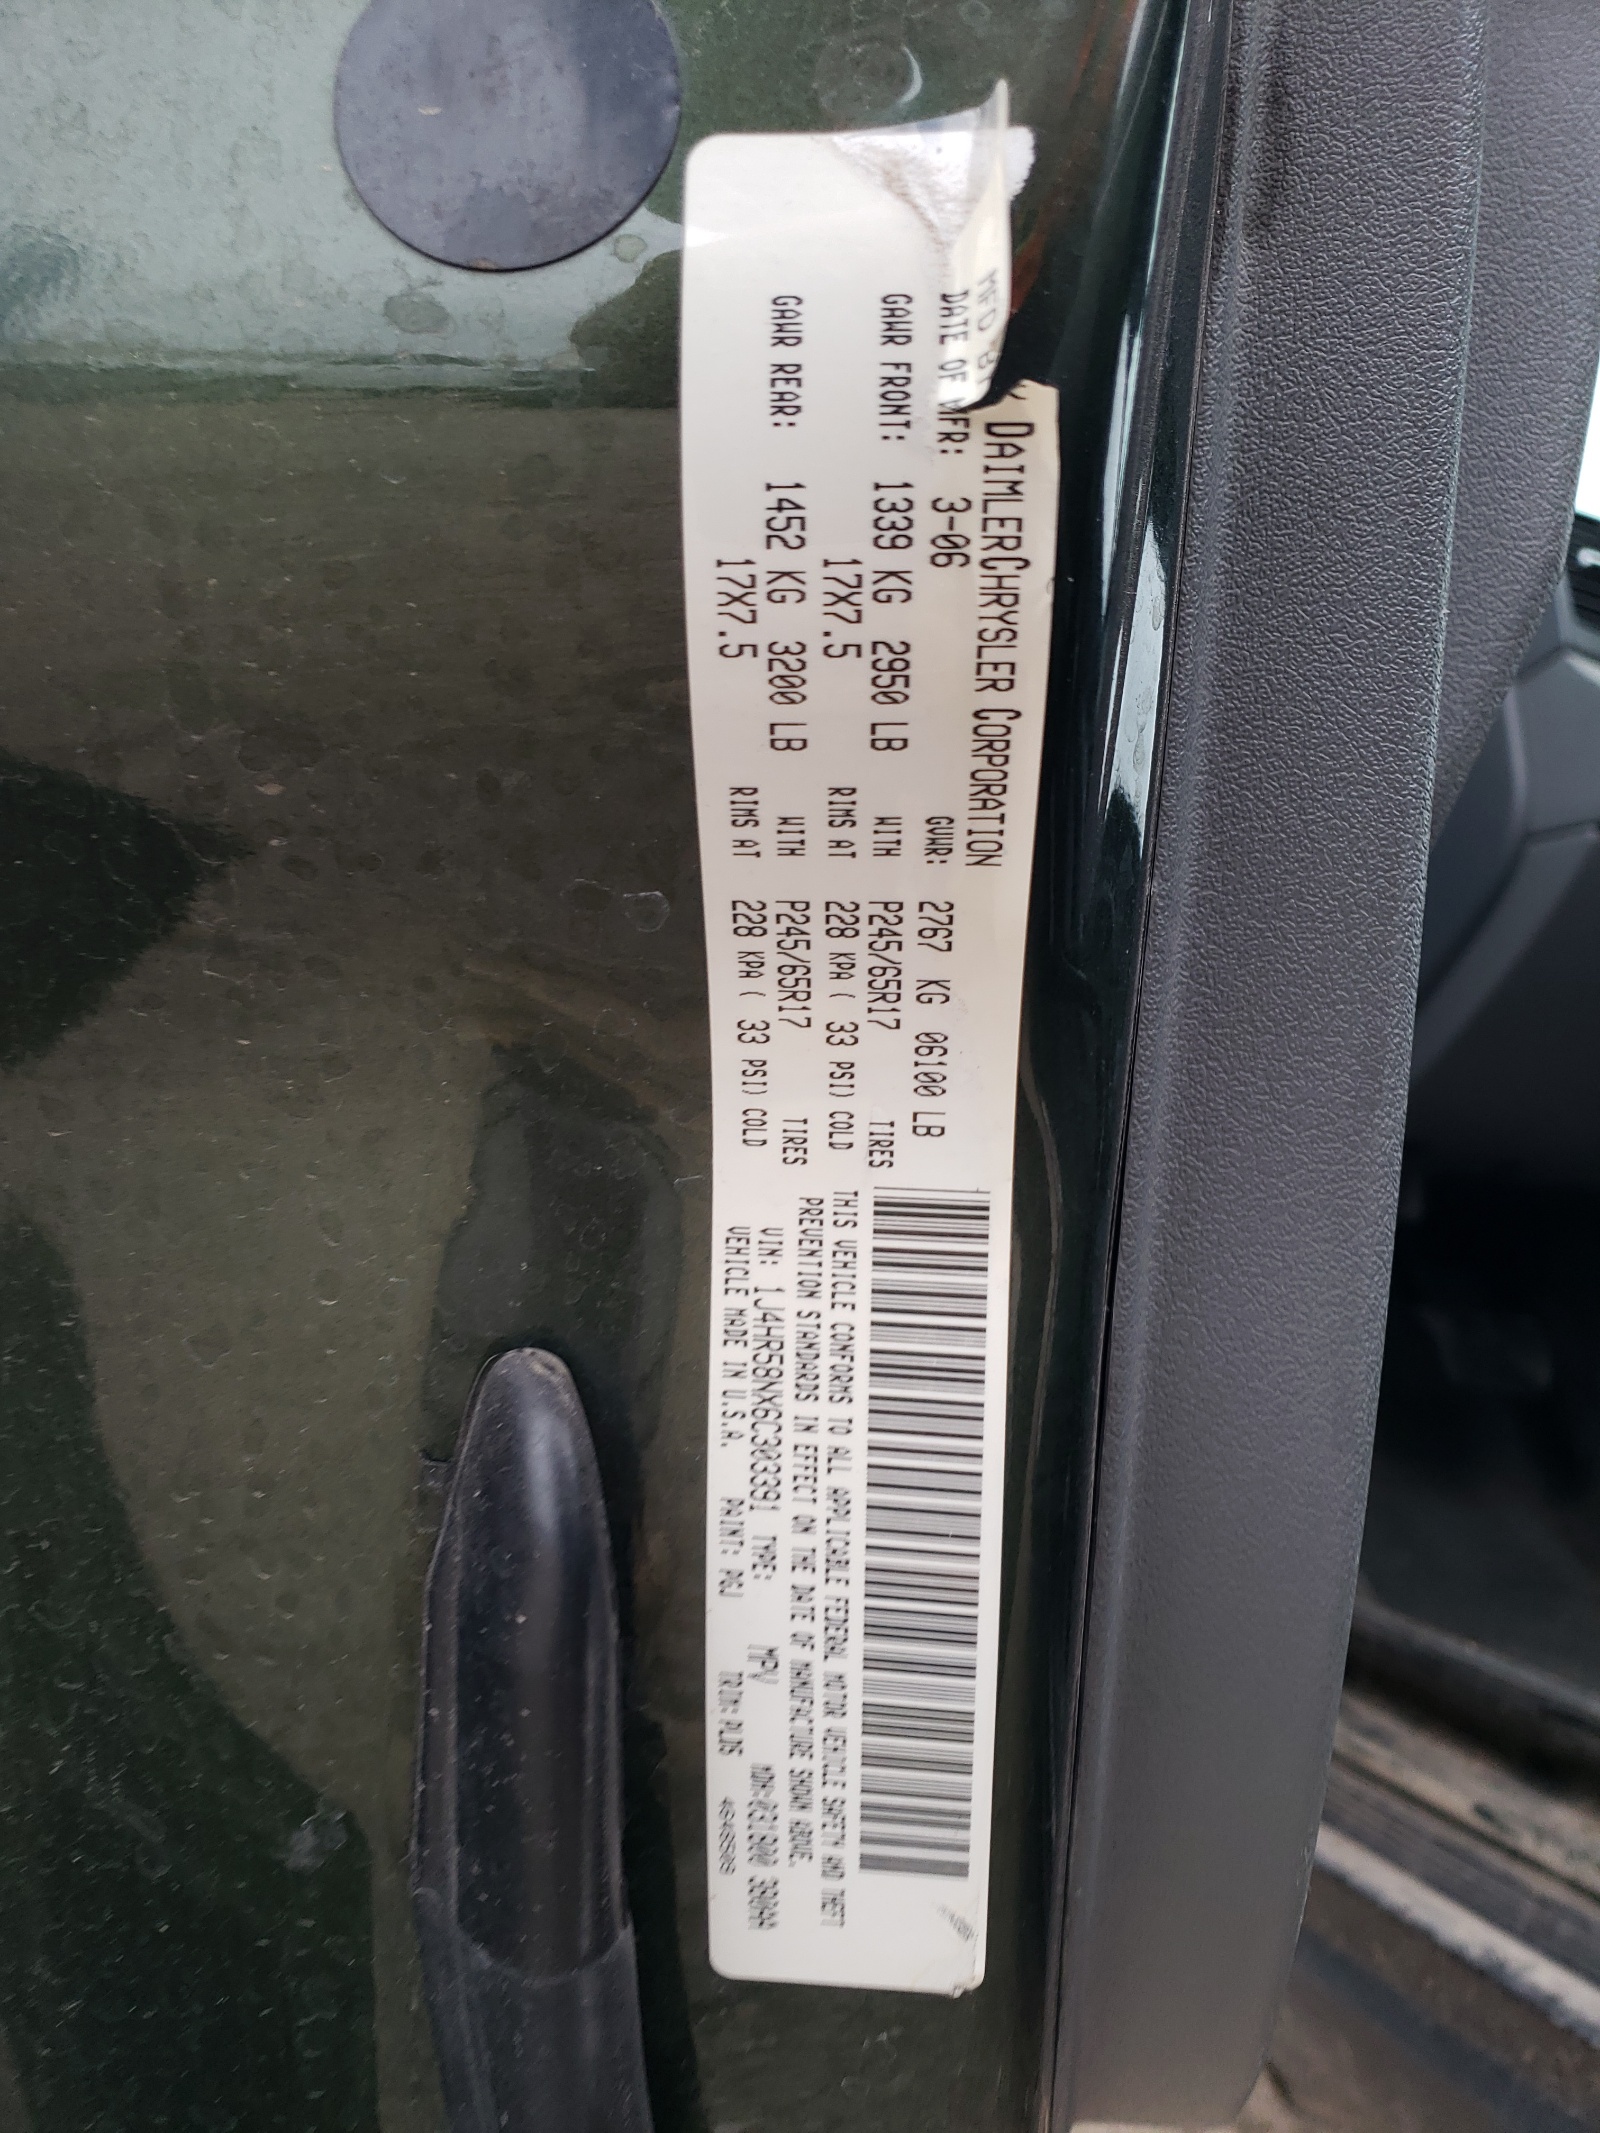 MFD BY DAIMLERCHRYSLER CORPORATION
DATE OF MFR: 3-06 GVWR: 2767 KG 06100 LB
GAWR FRONT: 1339 KG 2950 LB WITH P245/65R17 TIRES
17X7.5 RIMS AT 228 KPA ( 33 PSI) COLD
GAWR REAR: 1452 KG 3200 LB WITH P245/65R17 TIRES
17X7.5 RIMS AT 228 KPA ( 33 PSI) COLD
THIS VEHICLE CONFORMS TO ALL APPLICABLE FEDERAL MOTOR VEHICLE SAFETY AND THEFT
PREVENTION STANDARDS IN EFFECT ON THE DATE OF MANUFACTURE SHOWN ABOVE.
VIN: 1J4HR58NX6C303391 TYPE: MPV
VEHICLE MADE IN U.S.A. PAINT: PGJ